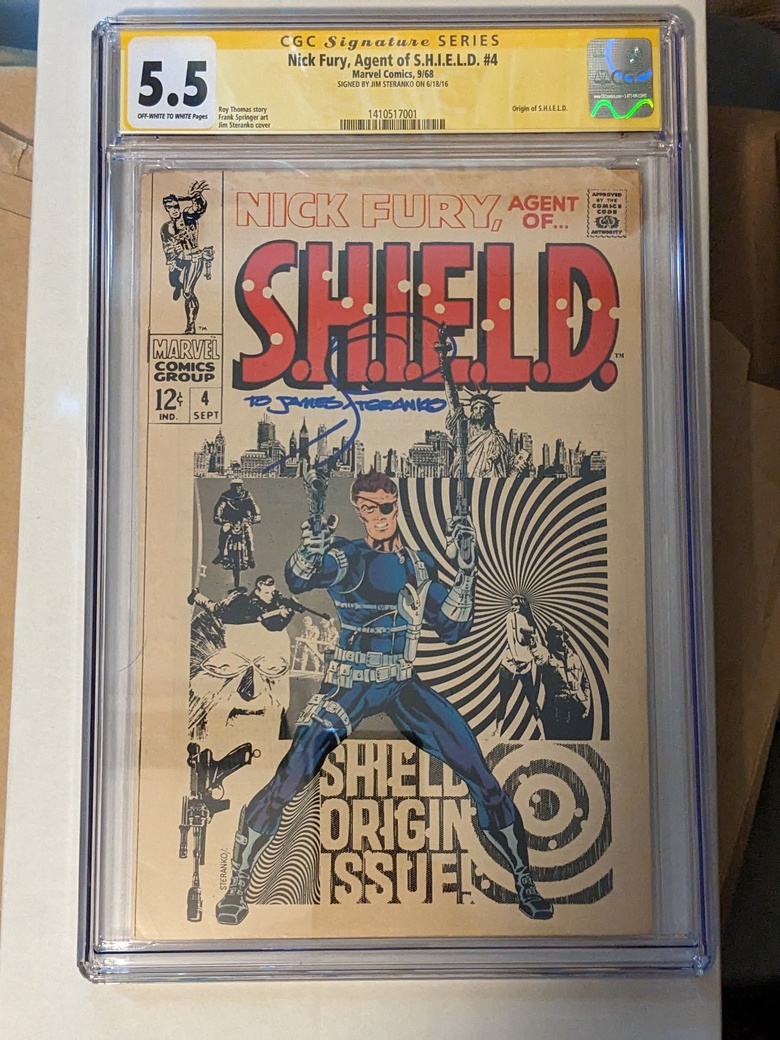 CGC Signature SERIES
Nick Fury, Agent of S.H.I.E.L.D. #4
Marvel Comics, 9/68
SIGNED BY JIM STERANKO ON 6/18/16
5.5
OFF-WHITE TO WHITE Pages
Roy Thomas story
Frank Springer art
Jim Steranko cover
1410517001
Origin of S.H.I.E.L.D.
NICK FURY, AGENT OF...
APPROVED
BY THE
COMICS
CODE
AUTHORITY
S.H.I.E.L.D.
TM
TM
MARVEL
COMICS
GROUP
12¢
IND.
4
SEPT
TO JAMES STERANKO
SHIELD
ORIGIN
ISSUE!
STERANKO